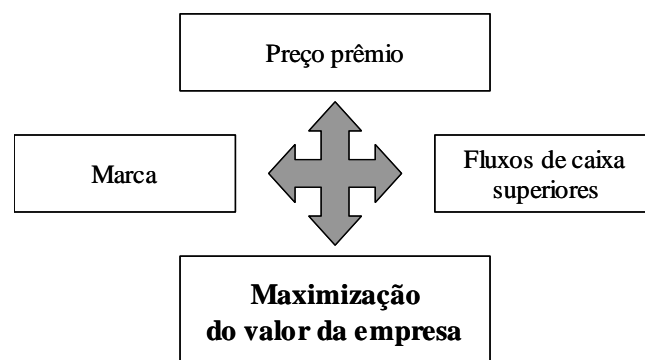 Preço prêmio
Marca
Fluxos de caixa
superiores
Maximização
do valor da empresa